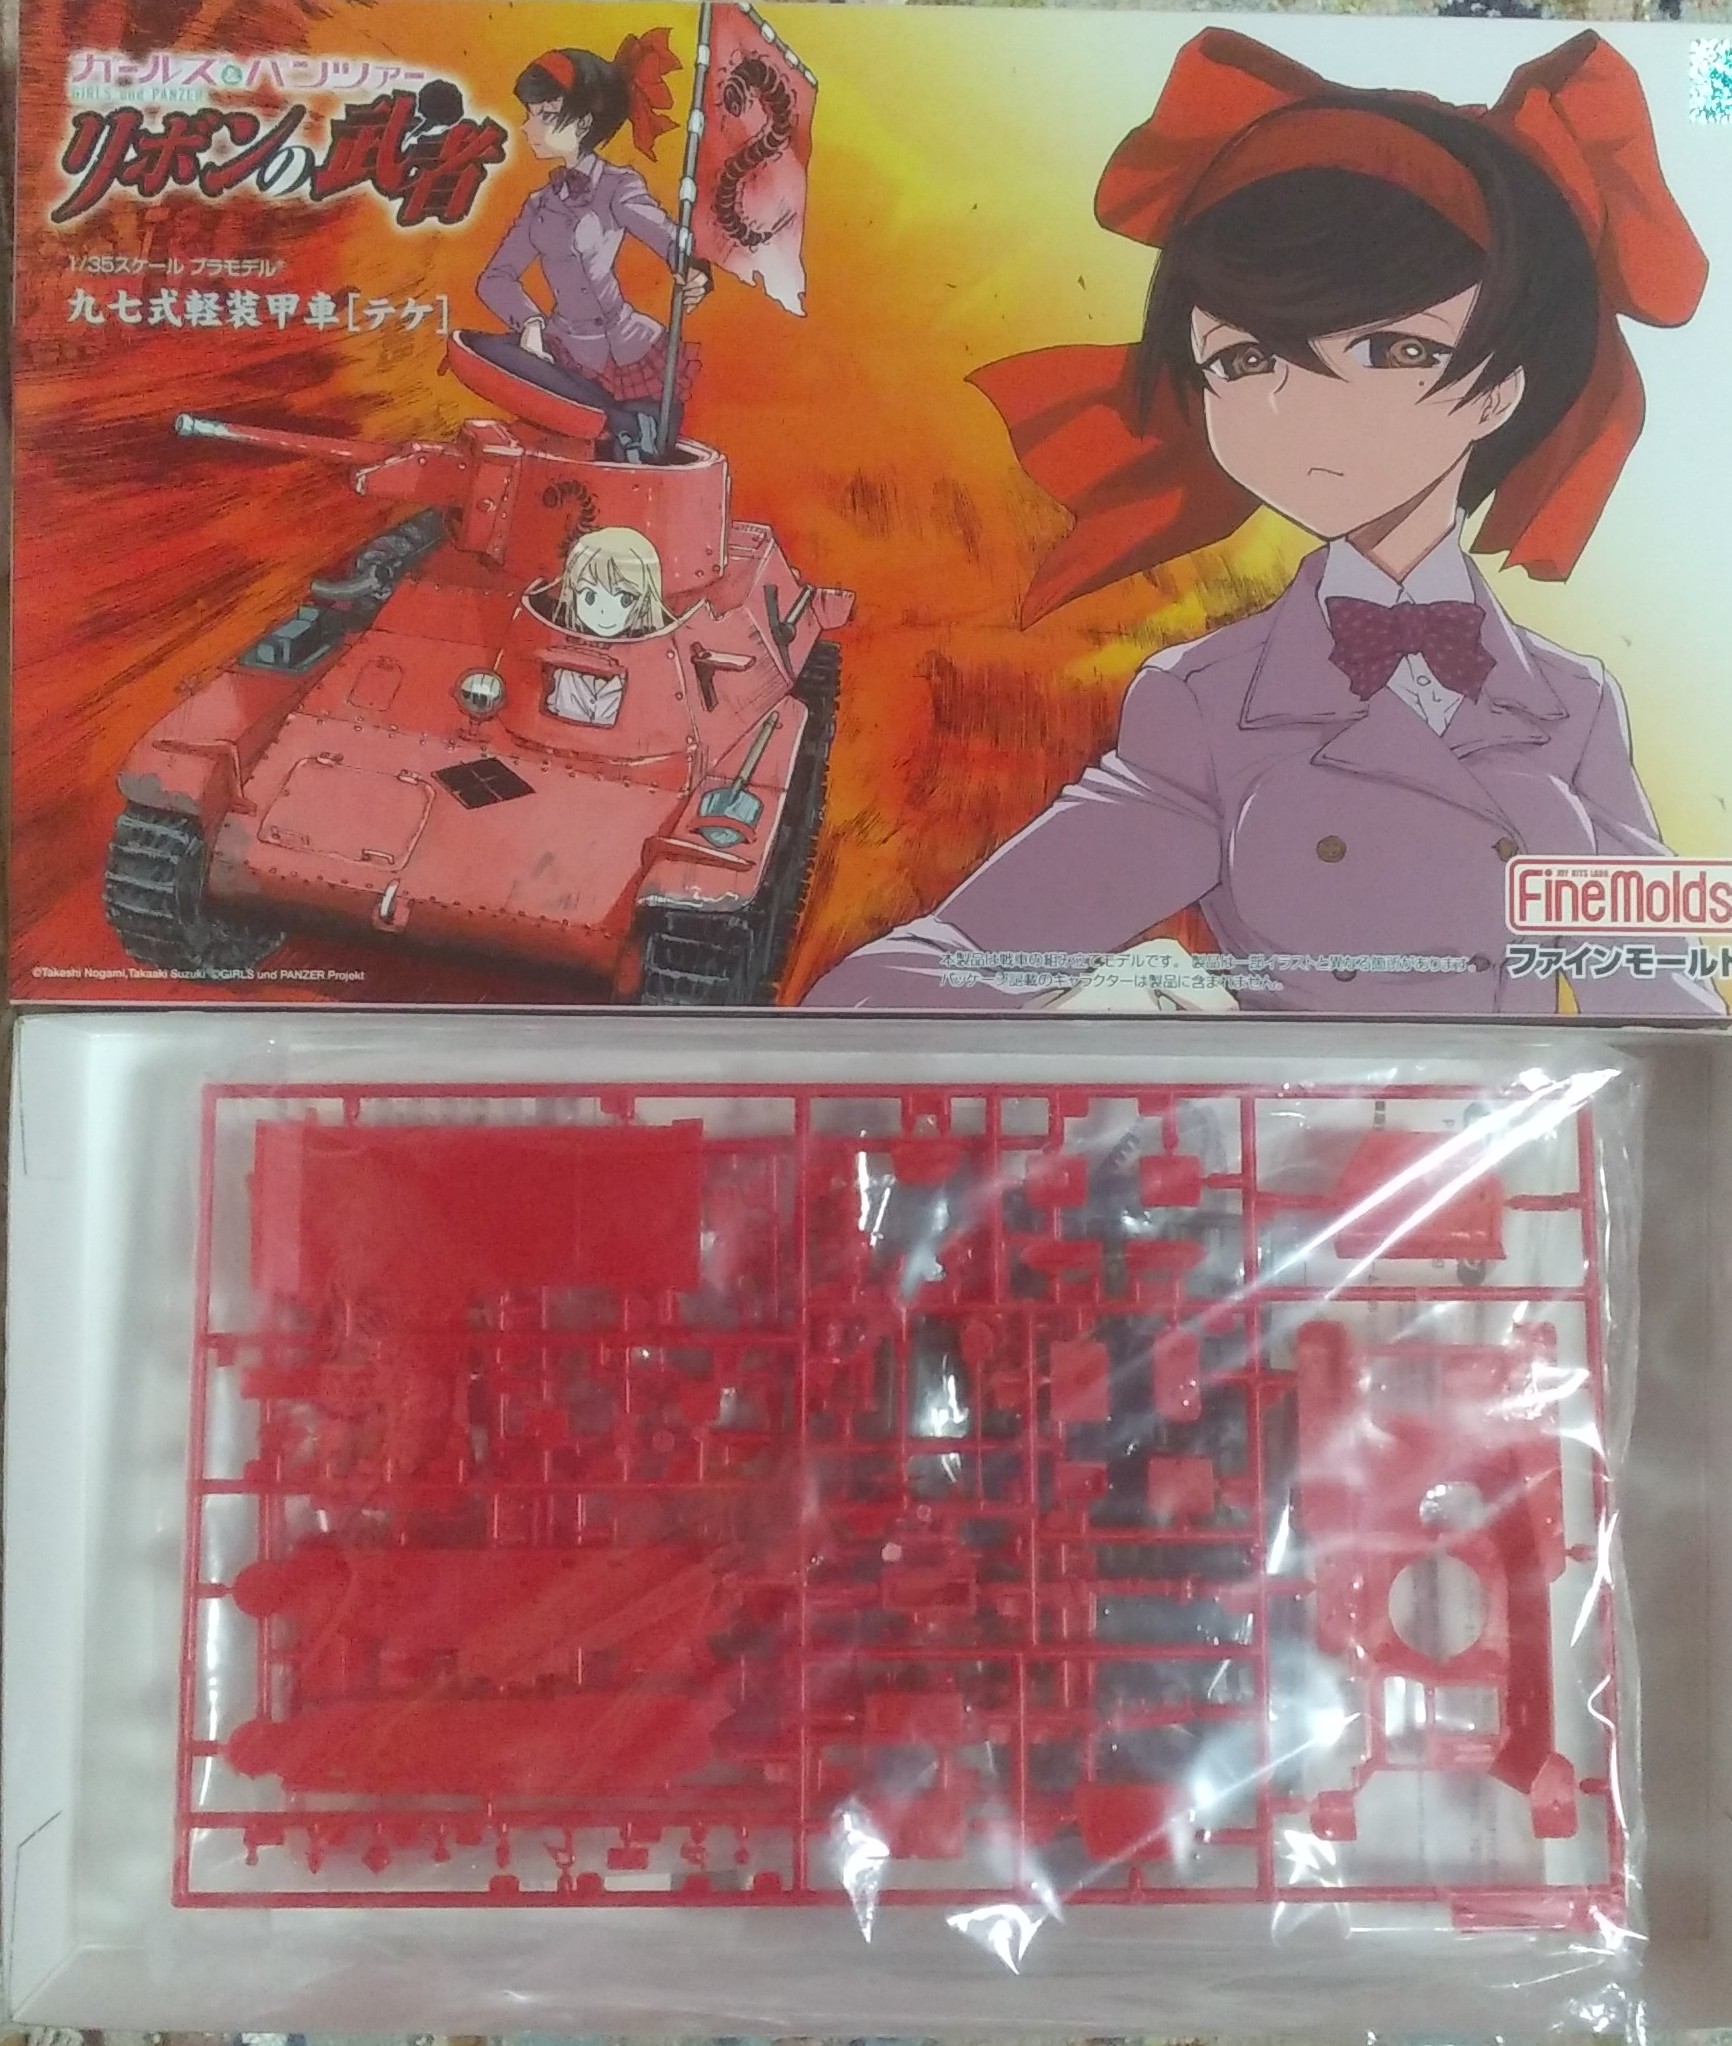 ガールズ&パンツァー
GIRLS und PANZER
リボンの武者
1/35スケール プラモデル
九七式軽装甲車[テケ]
JOY KITS LABO.
FineMolds
ファインモールド
本製品は戦車の組み立てモデルです。 製品は一部イラストと異なる箇所があります。
パッケージ記載のキャラクターは製品に含まれません。
©Takeshi Nogami,Takaaki Suzuki ©GIRLS und PANZER Projekt